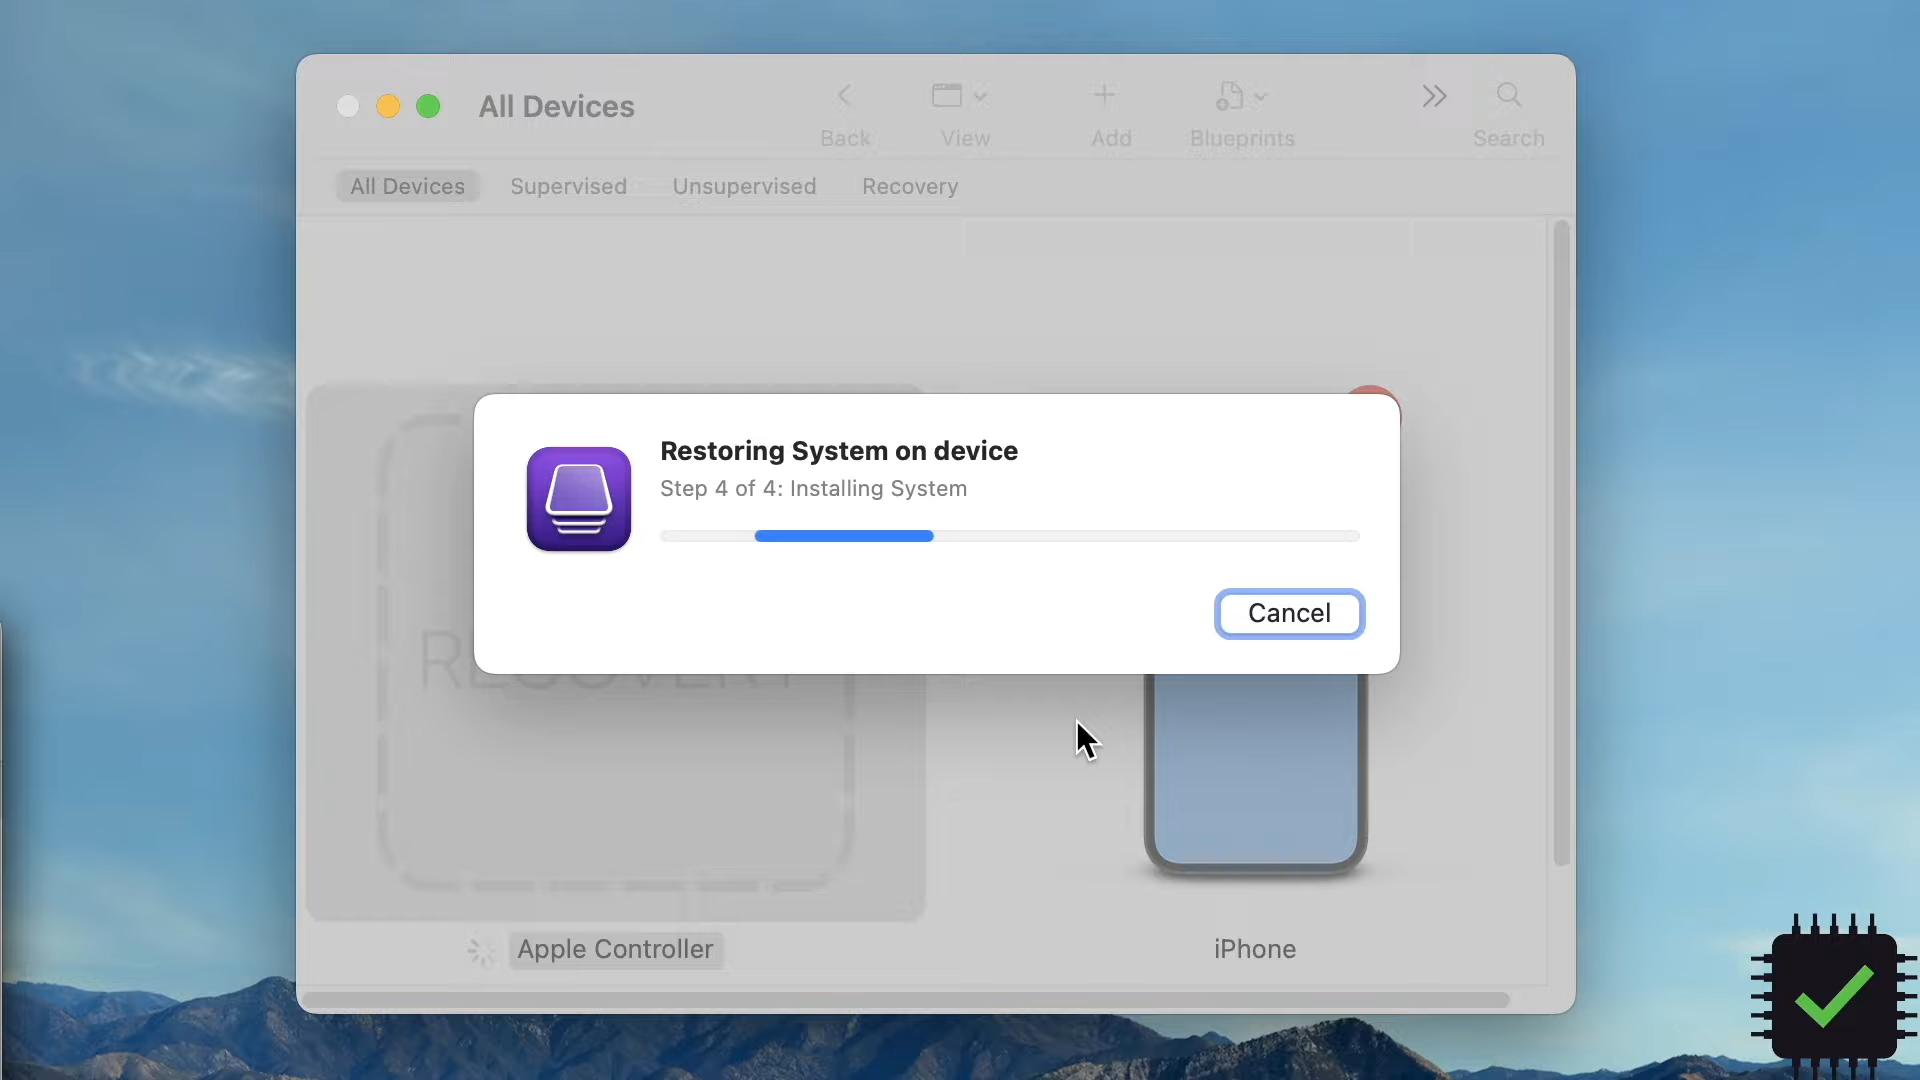 All Devices
Back
View
Add
Blueprints
Search
All Devices
Supervised
Unsupervised
Recovery
Restoring System on device
Step 4 of 4: Installing System
Cancel
RECOVERY
Apple Controller
iPhone